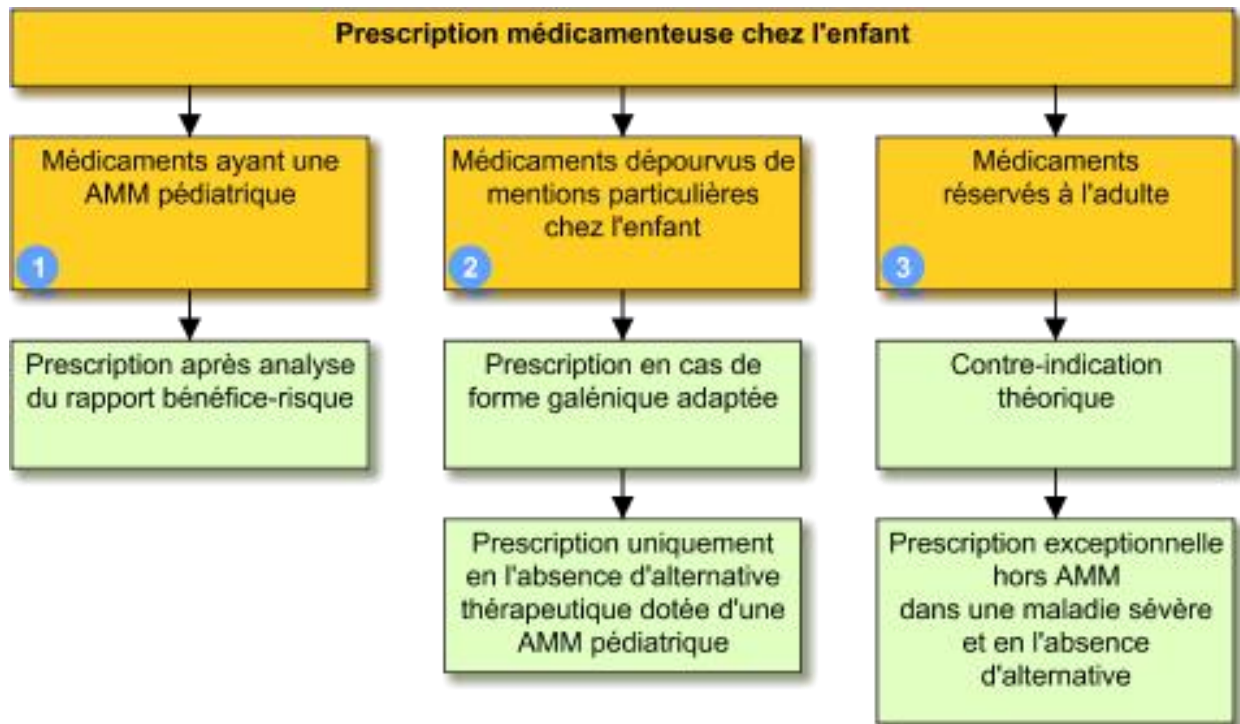 Prescription médicamenteuse chez l'enfant
Médicaments ayant une
AMM pédiatrique
1
Médicaments dépourvus de
mentions particulières
chez l'enfant
2
Médicaments
réservés à l'adulte
3
Prescription après analyse
du rapport bénéfice-risque
Prescription en cas de
forme galénique adaptée
Contre-indication
théorique
Prescription uniquement
en l'absence d'alternative
thérapeutique dotée d'une
AMM pédiatrique
Prescription exceptionnelle
hors AMM
dans une maladie sévère
et en l'absence
d'alternative